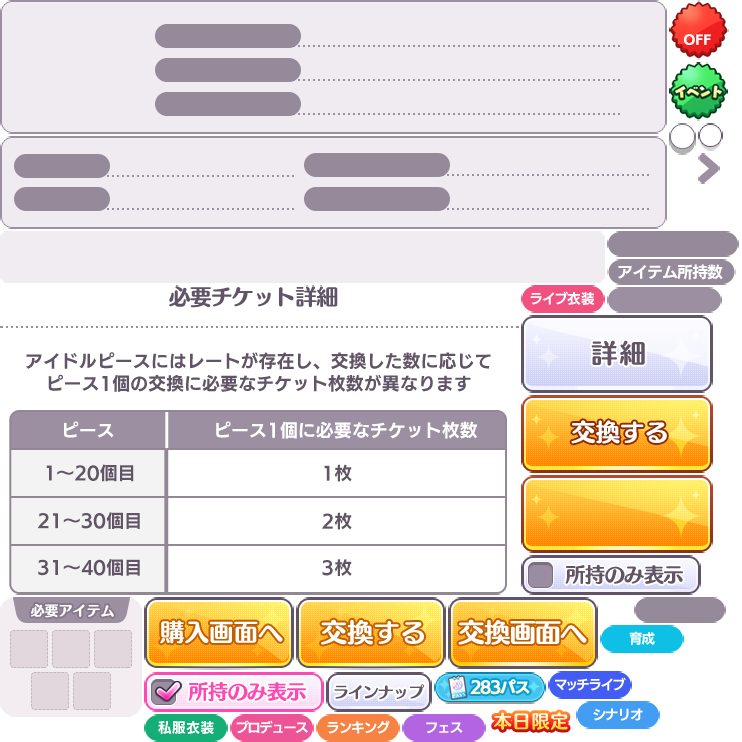 OFF
イベント
アイテム所持数
必要チケット詳細
ライブ衣装
アイドルピースにはレートが存在し、交換した数に応じて
ピース1個の交換に必要なチケット枚数が異なります
詳細
ピース
ピース1個に必要なチケット枚数
交換する
1～20個目
1枚
21～30個目
2枚
31～40個目
3枚
所持のみ表示
必要アイテム
購入画面へ
交換する
交換画面へ
育成
所持のみ表示
ラインナップ
283パス
マッチライブ
私服衣装
プロデュース
ランキング
フェス
本日限定
シナリオ